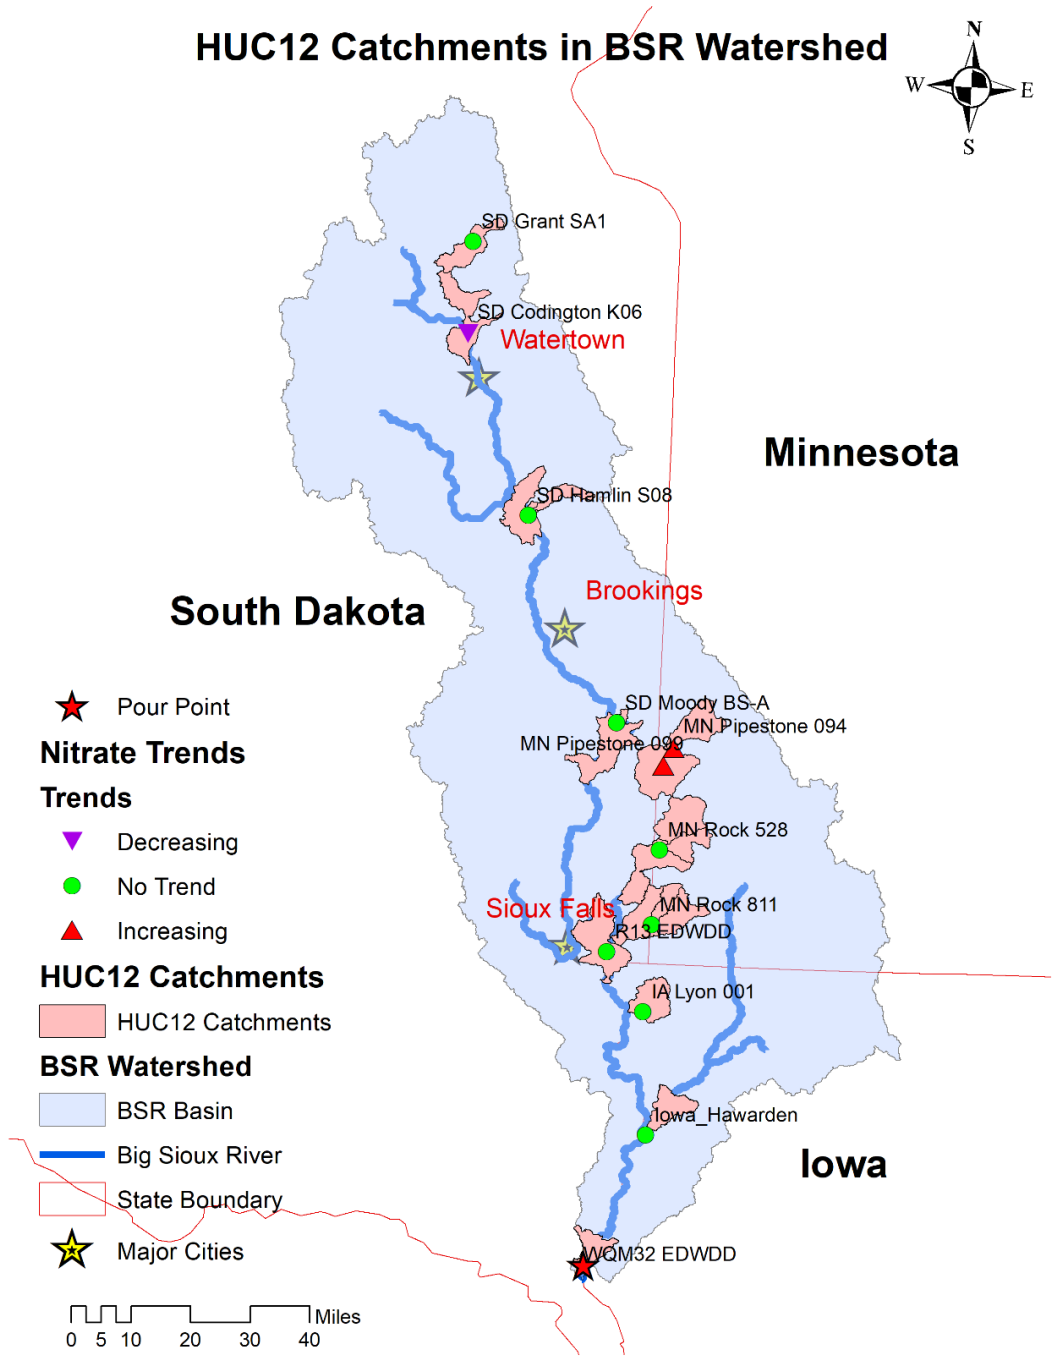 HUC12 Catchments in BSR Watershed
N
W
E
S
SD Grant SA1
SD Codington K06
Watertown
Minnesota
SD Hamlin S08
Brookings
South Dakota
SD Moody BS-A
MN Pipestone 094
MN Pipestone 099
MN Rock 528
MN Rock 811
Sioux Falls
R13 EDWDD
IA Lyon 001
Iowa_Hawarden
Iowa
WQM32 EDWDD
Pour Point
Nitrate Trends
Trends
Decreasing
No Trend
Increasing
HUC12 Catchments
HUC12 Catchments
BSR Watershed
BSR Basin
Big Sioux River
State Boundary
Major Cities
Miles
0 5 10 20 30 40